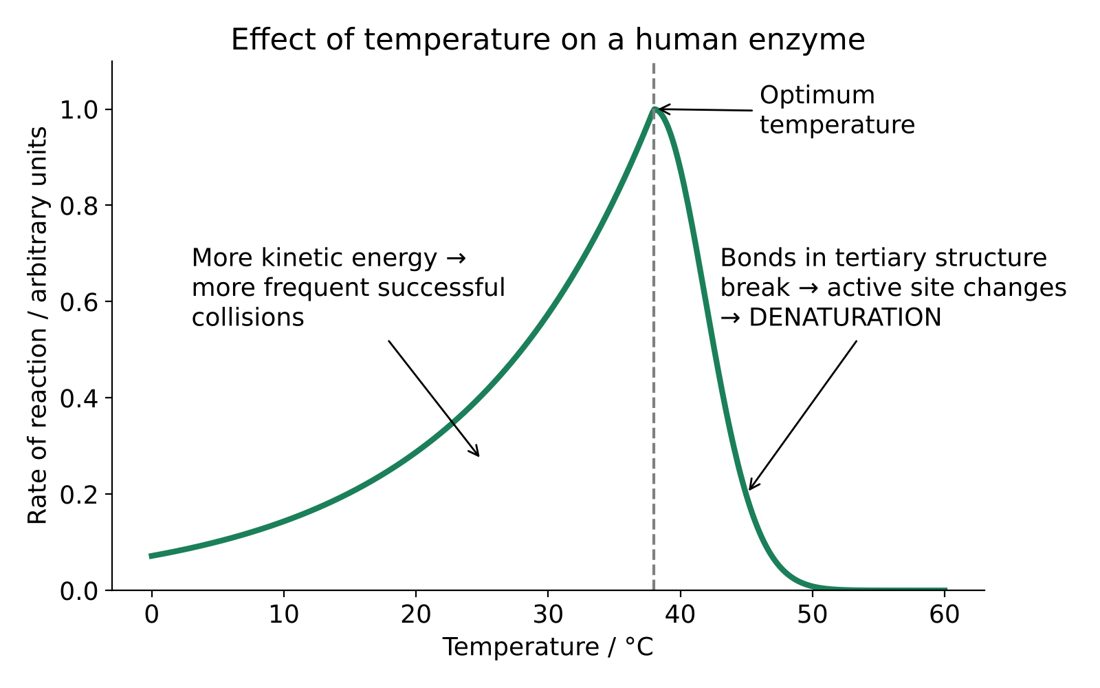 Effect of temperature on a human enzyme
Optimum
temperature
More kinetic energy →
more frequent successful
collisions
Bonds in tertiary structure
break → active site changes
→ DENATURATION
Rate of reaction / arbitrary units
1.0
0.8
0.6
0.4
0.2
0.0
0 10 20 30 40 50 60
Temperature / °C